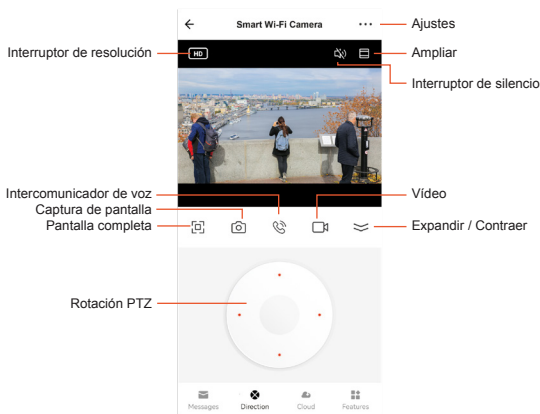 Smart Wi-Fi Camera
Ajustes
Interruptor de resolución
HD
Ampliar
Interruptor de silencio
Intercomunicador de voz
Captura de pantalla
Pantalla completa
Vídeo
Expandir / Contraer
Rotación PTZ
Messages
Direction
Cloud
Features